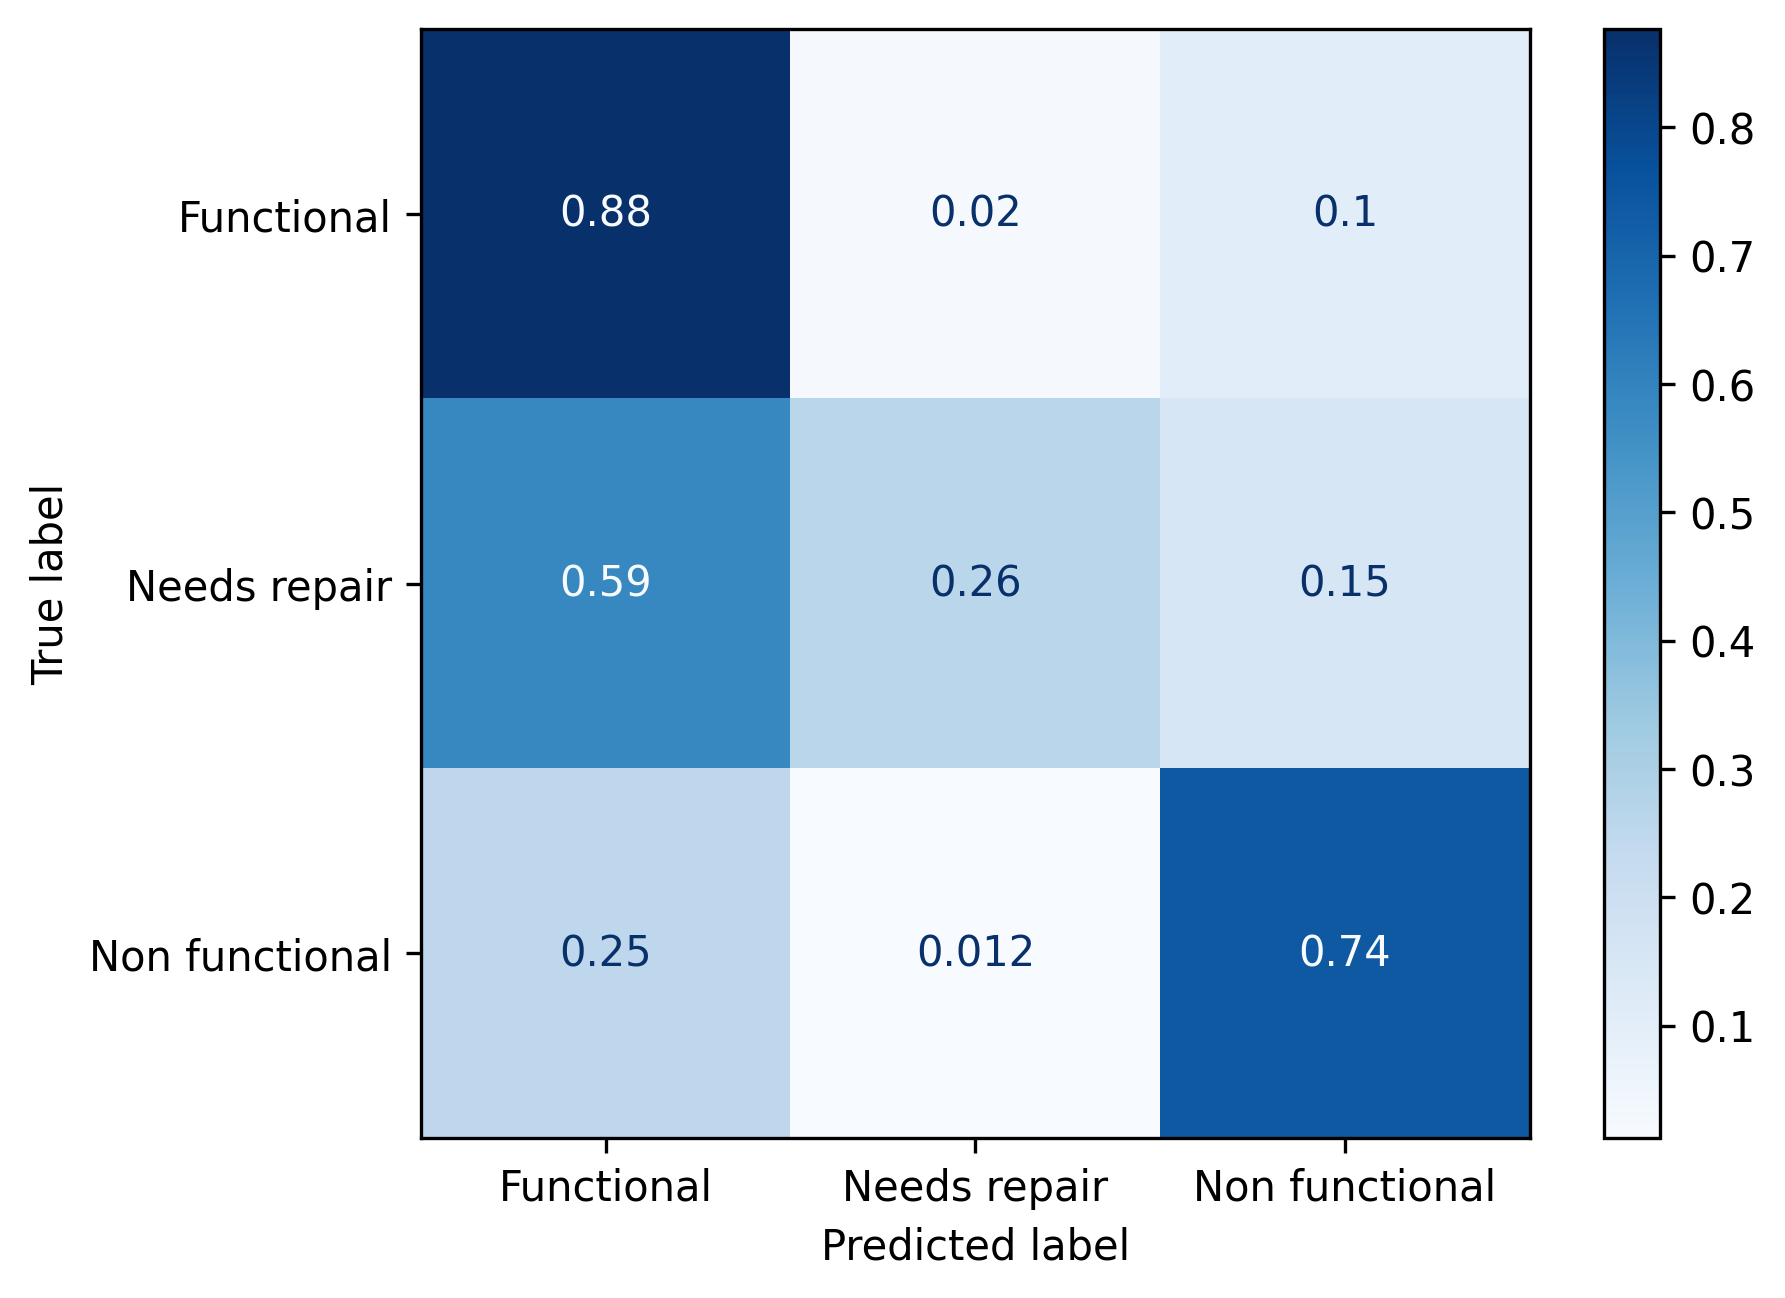 Functional 0.88 0.02 0.1
Needs repair 0.59 0.26 0.15
Non functional 0.25 0.012 0.74
Functional Needs repair Non functional
Predicted label
True label
0.8
0.7
0.6
0.5
0.4
0.3
0.2
0.1